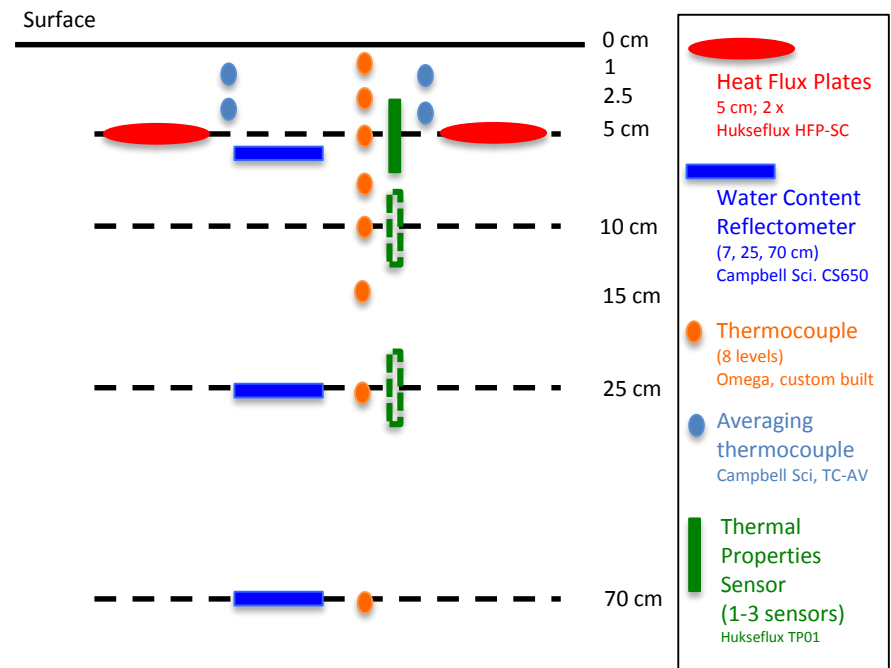 Surface
0 cm
1
2.5
5 cm
10 cm
15 cm
25 cm
70 cm
Heat Flux Plates
5 cm; 2 x
Hukseflux HFP-SC
Water Content
Reflectometer
(7, 25, 70 cm)
Campbell Sci. CS650
Thermocouple
(8 levels)
Omega, custom built
Averaging
thermocouple
Campbell Sci, TC-AV
Thermal
Properties
Sensor
(1-3 sensors)
Hukseflux TP01